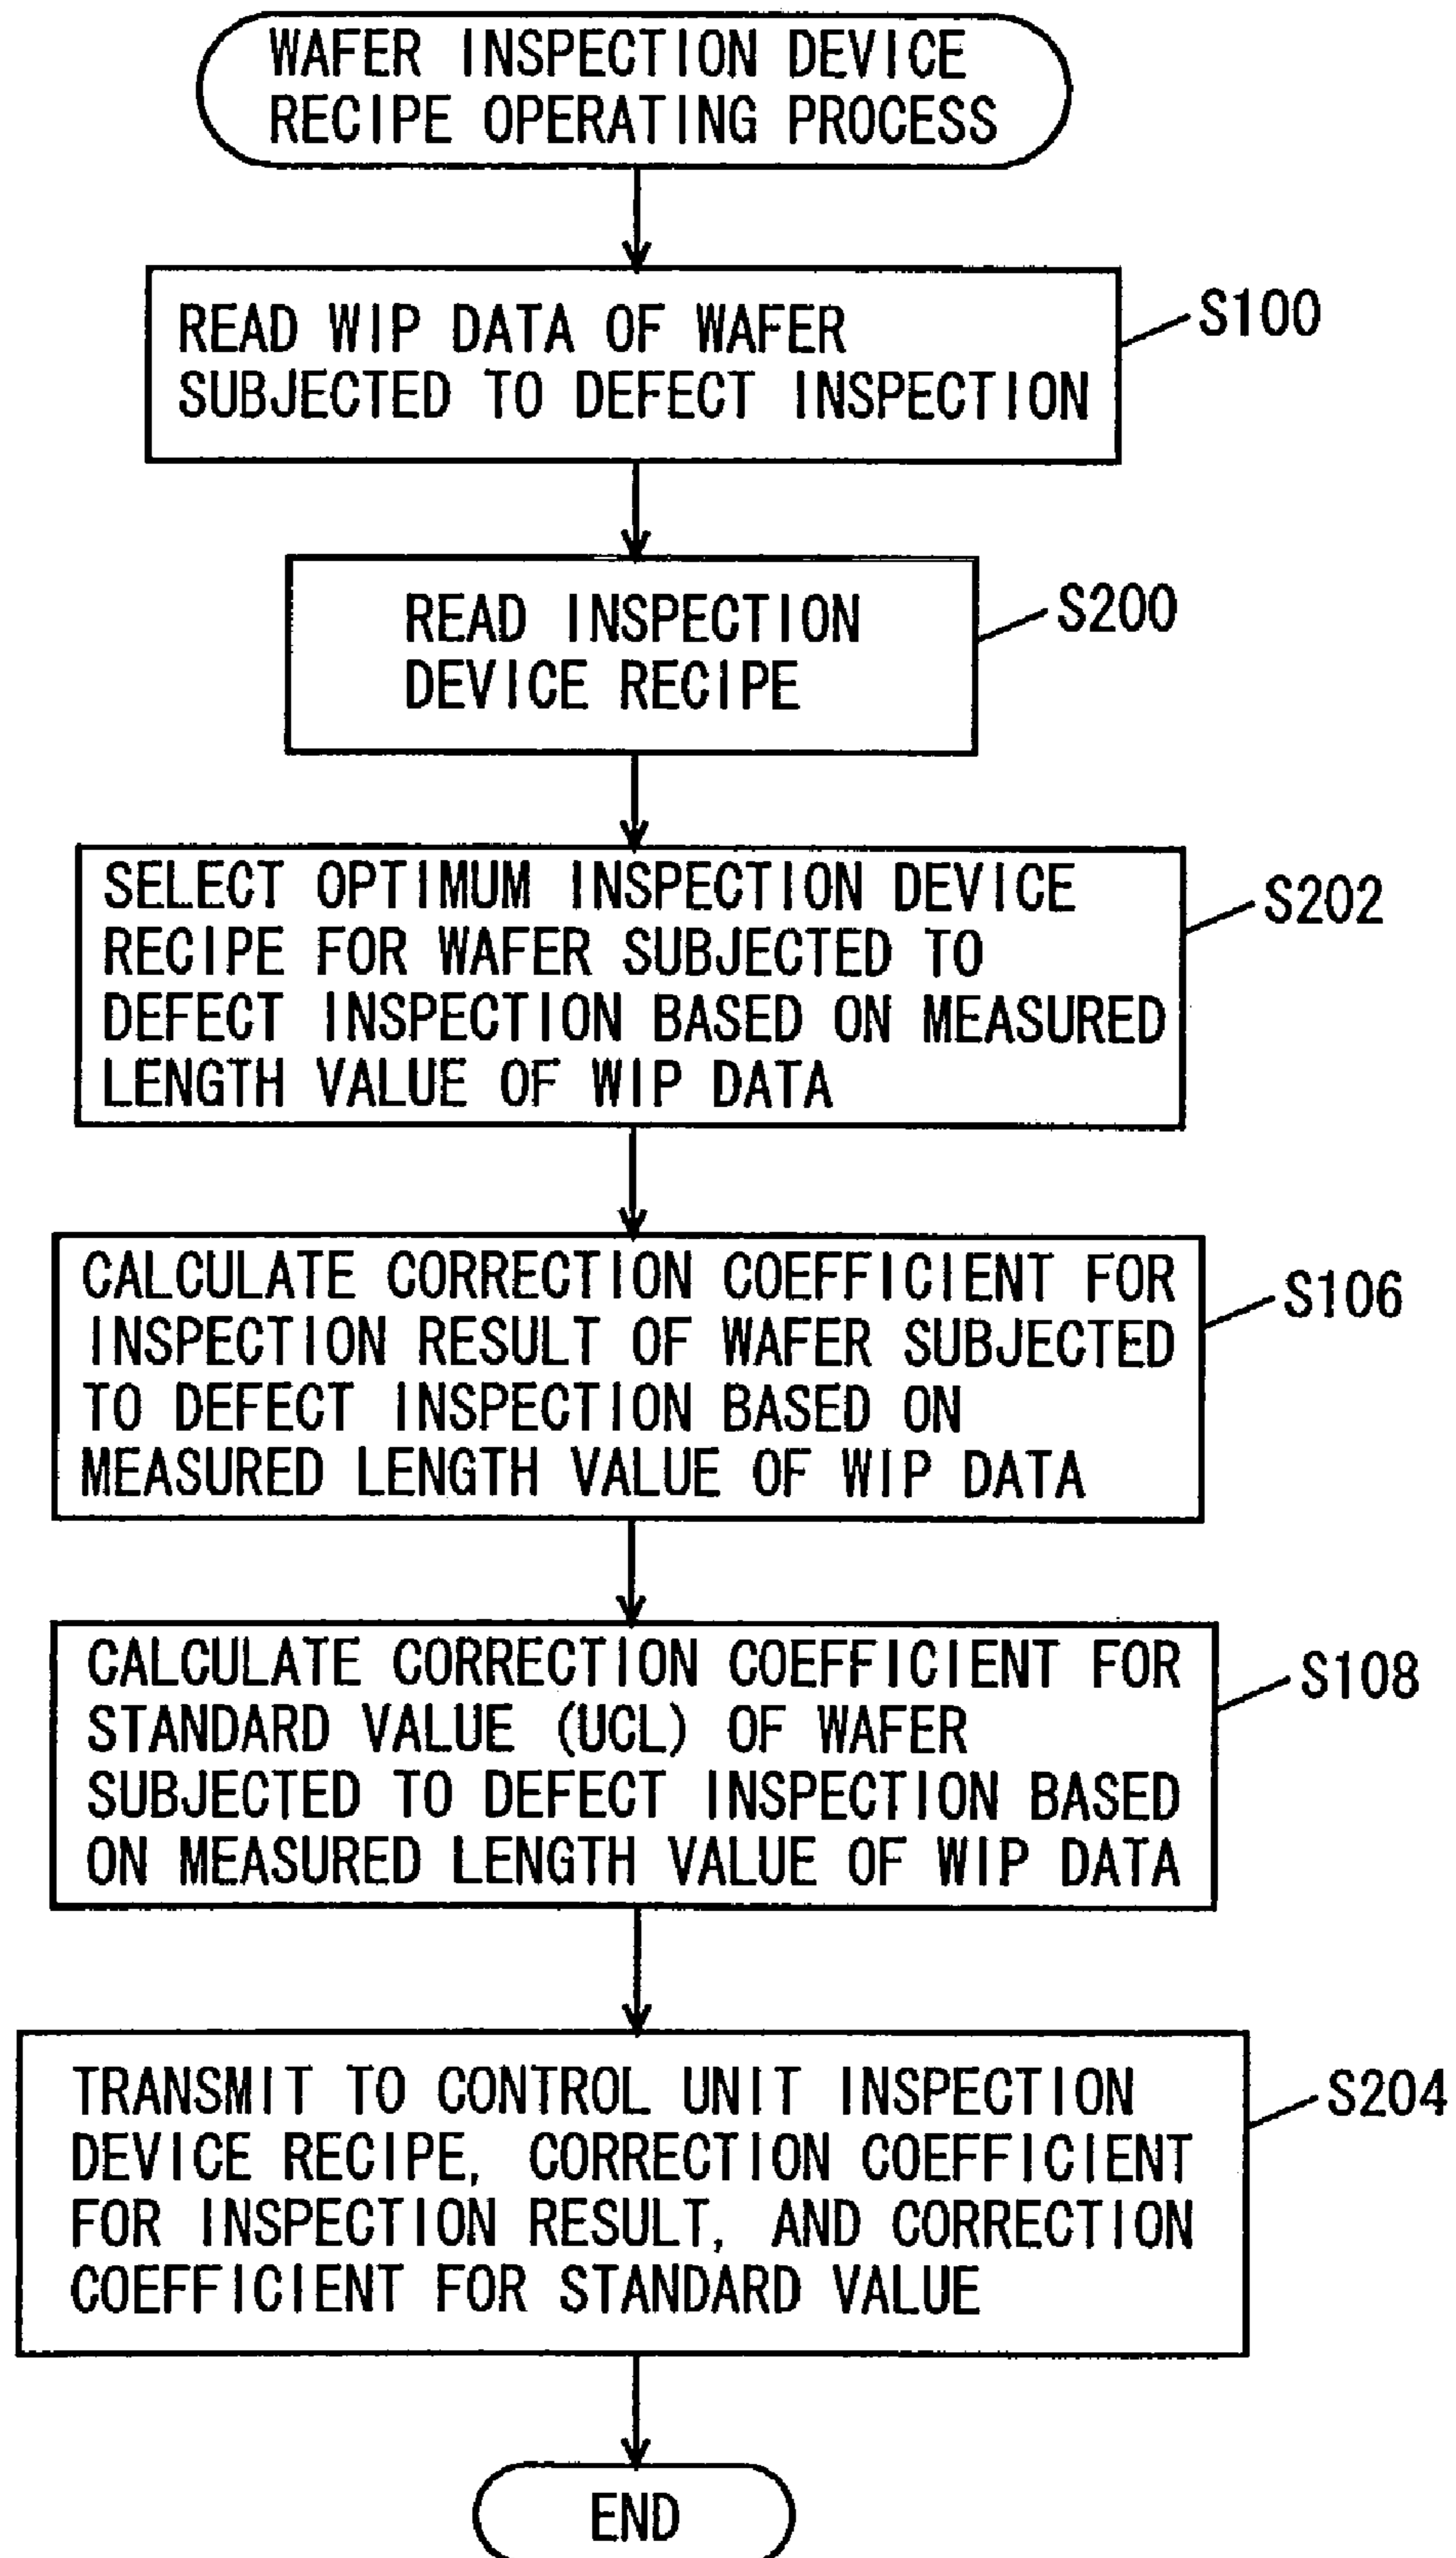 WAFER INSPECTION DEVICE
RECIPE OPERATING PROCESS
READ WIP DATA OF WAFER
SUBJECTED TO DEFECT INSPECTION
S100
READ INSPECTION
DEVICE RECIPE
S200
SELECT OPTIMUM INSPECTION DEVICE
RECIPE FOR WAFER SUBJECTED TO
DEFECT INSPECTION BASED ON MEASURED
LENGTH VALUE OF WIP DATA
S202
CALCULATE CORRECTION COEFFICIENT FOR
INSPECTION RESULT OF WAFER SUBJECTED
TO DEFECT INSPECTION BASED ON
MEASURED LENGTH VALUE OF WIP DATA
S106
CALCULATE CORRECTION COEFFICIENT FOR
STANDARD VALUE (UCL) OF WAFER
SUBJECTED TO DEFECT INSPECTION BASED
ON MEASURED LENGTH VALUE OF WIP DATA
S108
TRANSMIT TO CONTROL UNIT INSPECTION
DEVICE RECIPE, CORRECTION COEFFICIENT
FOR INSPECTION RESULT, AND CORRECTION
COEFFICIENT FOR STANDARD VALUE
S204
END